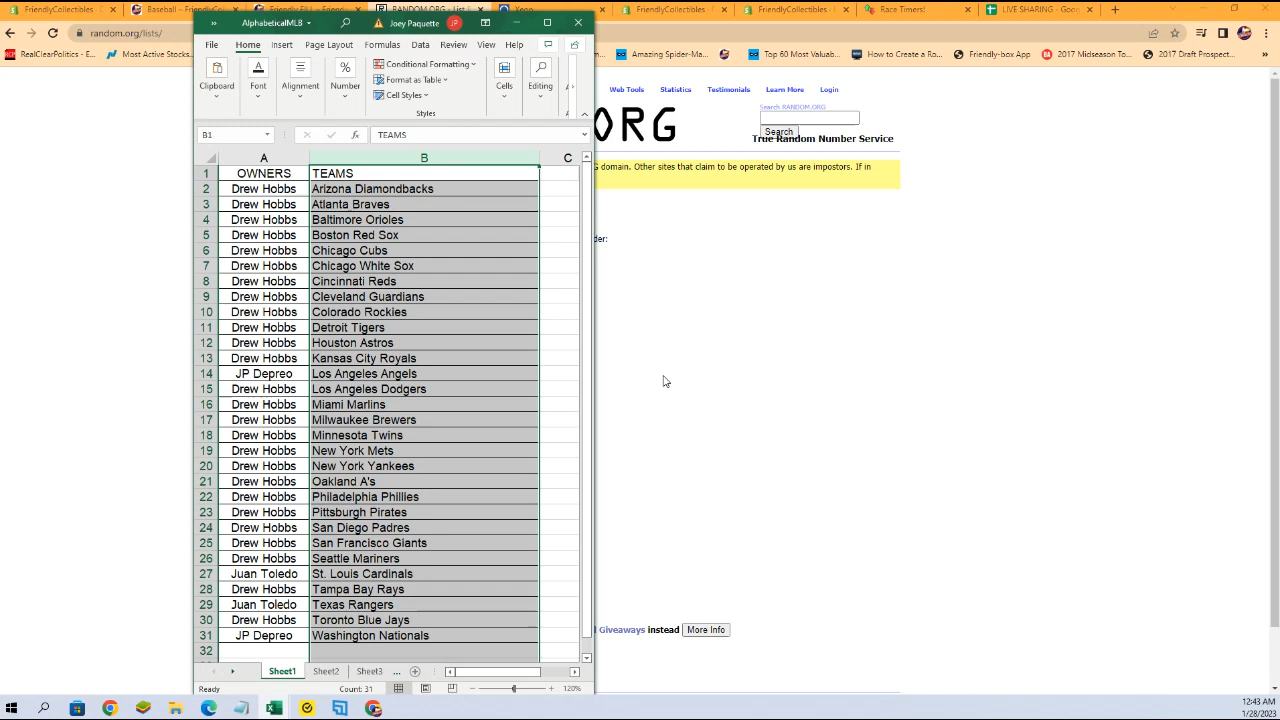 FriendlyCollectibles
Baseball –
Friendly FILL –
RANDOM.ORG - List
Xeno
FriendlyCollectibles
FriendlyCollectibles
Race Timers!
LIVE SHARING - Goog
random.org/lists/
RealClearPolitics - E...
Most Active Stocks
Amazing Spider-Ma...
Top 60 Most Valuab...
How to Create a Ro...
Friendly-box App
2017 Midseason To...
2017 Draft Prospect...
»
AlphabeticalMLB
Joey Paquette
JP
File
Home
Insert
Page Layout
Formulas
Data
Review
View
Help
Clipboard
Font
Alignment
Number
Conditional Formatting
Format as Table
Cell Styles
Styles
Cells
Editing
B1
fx
TEAMS
A B C
1 OWNERS TEAMS
2 Drew Hobbs Arizona Diamondbacks
3 Drew Hobbs Atlanta Braves
4 Drew Hobbs Baltimore Orioles
5 Drew Hobbs Boston Red Sox
6 Drew Hobbs Chicago Cubs
7 Drew Hobbs Chicago White Sox
8 Drew Hobbs Cincinnati Reds
9 Drew Hobbs Cleveland Guardians
10 Drew Hobbs Colorado Rockies
11 Drew Hobbs Detroit Tigers
12 Drew Hobbs Houston Astros
13 Drew Hobbs Kansas City Royals
14 JP Depreo Los Angeles Angels
15 Drew Hobbs Los Angeles Dodgers
16 Drew Hobbs Miami Marlins
17 Drew Hobbs Milwaukee Brewers
18 Drew Hobbs Minnesota Twins
19 Drew Hobbs New York Mets
20 Drew Hobbs New York Yankees
21 Drew Hobbs Oakland A's
22 Drew Hobbs Philadelphia Phillies
23 Drew Hobbs Pittsburgh Pirates
24 Drew Hobbs San Diego Padres
25 Drew Hobbs San Francisco Giants
26 Drew Hobbs Seattle Mariners
27 Juan Toledo St. Louis Cardinals
28 Drew Hobbs Tampa Bay Rays
29 Juan Toledo Texas Rangers
30 Drew Hobbs Toronto Blue Jays
31 JP Depreo Washington Nationals
32
Sheet1
Sheet2
Sheet3
...
Ready
Count: 31
120%
Web Tools
Statistics
Testimonials
Learn More
Login
Search RANDOM.ORG
ORG
Search
True Random Number Service
G domain. Other sites that claim to be operated by us are impostors. If in
der:
d Giveaways instead
More Info
12:43 AM
1/28/2023